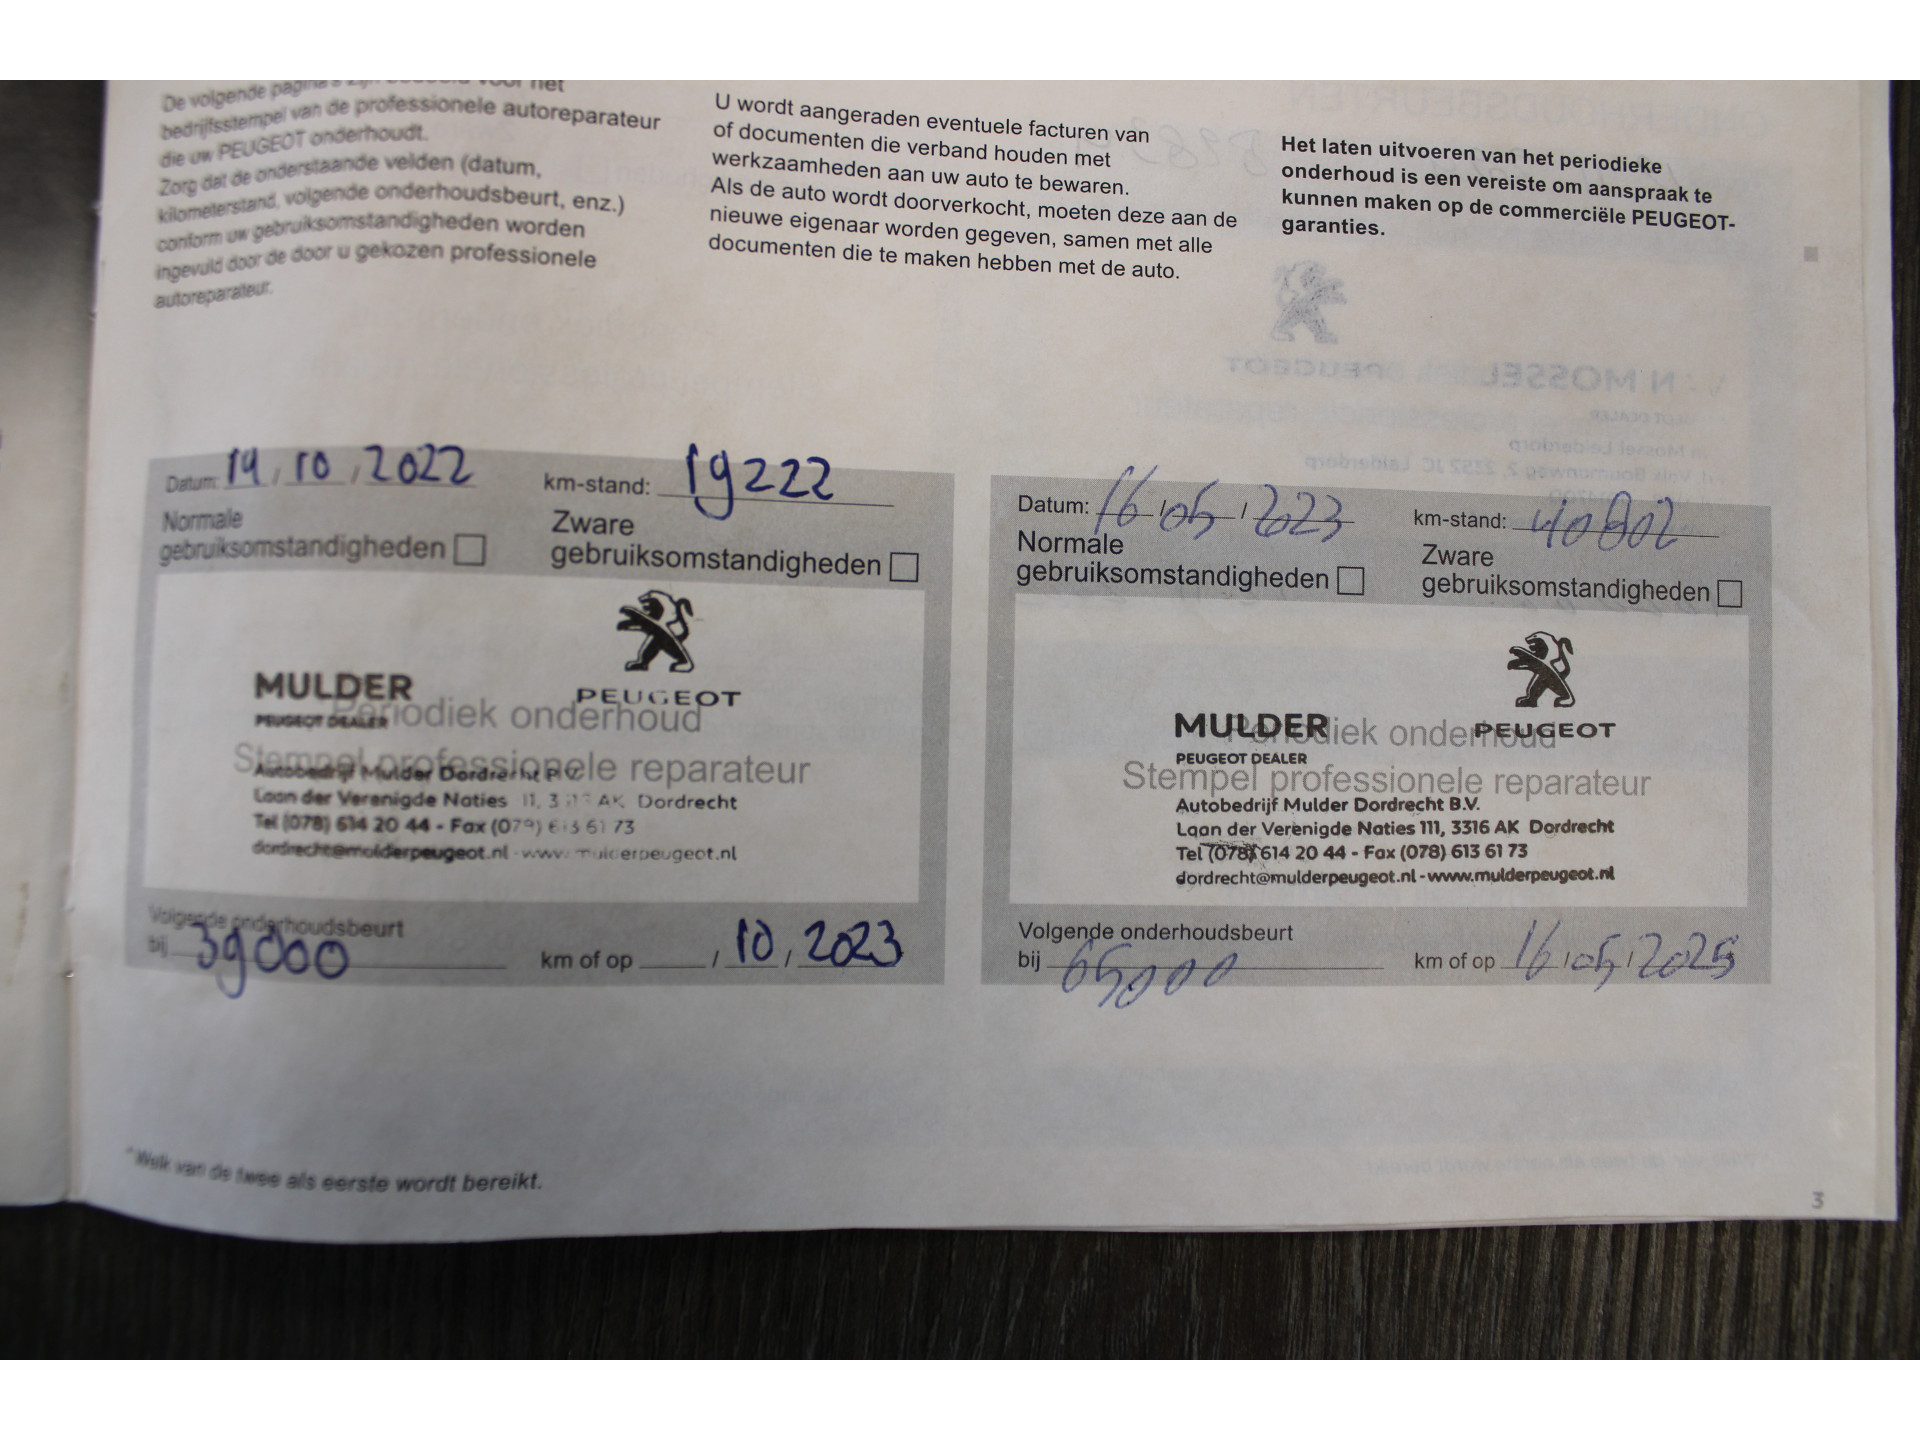 De volgende pagina's zijn bedoeld voor het
bedrijfsstempel van de professionele autoreparateur
die uw PEUGEOT onderhoudt.
Zorg dat de onderstaande velden (datum,
kilometerstand, volgende onderhoudsbeurt, enz.)
conform uw gebruiksomstandigheden worden
ingevuld door de door u gekozen professionele
autoreparateur.
U wordt aangeraden eventuele facturen van
of documenten die verband houden met
werkzaamheden aan uw auto te bewaren.
Als de auto wordt doorverkocht, moeten deze aan de
nieuwe eigenaar worden gegeven, samen met alle
documenten die te maken hebben met de auto.
Het laten uitvoeren van het periodieke
onderhoud is een vereiste om aanspraak te
kunnen maken op de commerciële PEUGEOT-
garanties.
Datum: 19 / 10 / 2022 km-stand: 19222
Normale
gebruiksomstandigheden
Zware
gebruiksomstandigheden
PEUGEOT
MULDER
PEUGEOT DEALER
Periodiek onderhoud
Stempel professionele reparateur
Autobedrijf Mulder Dordrecht B.V.
Laan der Verenigde Naties 111, 3316 AK Dordrecht
Tel (078) 614 20 44 - Fax (078) 613 61 73
dordrecht@mulderpeugeot.nl - www.mulderpeugeot.nl
Volgende onderhoudsbeurt
bij 39000 km of op / 10 / 2023
Datum: 16 / 05 / 2023 km-stand: 40802
Normale
gebruiksomstandigheden
Zware
gebruiksomstandigheden
PEUGEOT
MULDER
PEUGEOT DEALER
Periodiek onderhoud
Stempel professionele reparateur
Autobedrijf Mulder Dordrecht B.V.
Laan der Verenigde Naties 111, 3316 AK Dordrecht
Tel (078) 614 20 44 - Fax (078) 613 61 73
dordrecht@mulderpeugeot.nl - www.mulderpeugeot.nl
Volgende onderhoudsbeurt
bij 65000 km of op 16 / 05 / 2025
* Welk van de twee als eerste wordt bereikt.
3